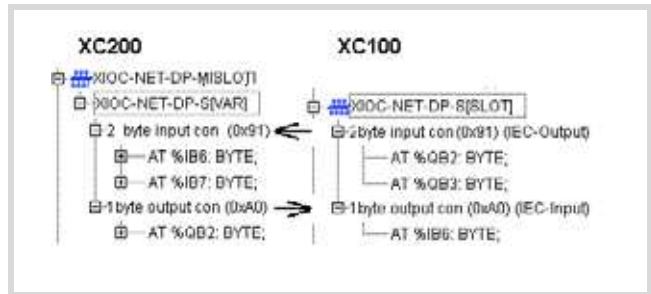 XC200
XC100
XIOC-NET-DP-M[SLOT]
XIOC-NET-DP-S[VAR]
XIOC-NET-DP-S[SLOT]
2 byte input con (0x91)
2byte input con (0x91) (IEC-Output)
AT %IB6: BYTE;
AT %QB2: BYTE;
AT %IB7: BYTE;
AT %QB3: BYTE;
1byte output con (0xA0)
1byte output con (0xA0) (IEC-Input)
AT %QB2: BYTE;
AT %IB6: BYTE;